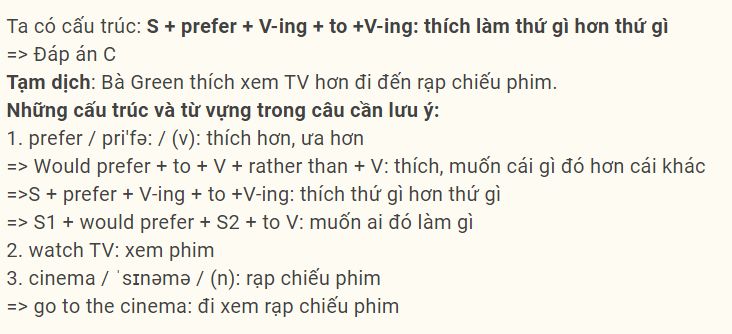 Ta có cấu trúc: S + prefer + V-ing + to +V-ing: thích làm thứ gì hơn thứ gì
=> Đáp án C
Tạm dịch: Bà Green thích xem TV hơn đi đến rạp chiếu phim.
Những cấu trúc và từ vựng trong câu cần lưu ý:
1. prefer / pri'fə: / (v): thích hơn, ưa hơn
=> Would prefer + to + V + rather than + V: thích, muốn cái gì đó hơn cái khác
=>S + prefer + V-ing + to +V-ing: thích thứ gì hơn thứ gì
=> S1 + would prefer + S2 + to V: muốn ai đó làm gì
2. watch TV: xem phim
3. cinema / ˈsɪnəmə / (n): rạp chiếu phim
=> go to the cinema: đi xem rạp chiếu phim